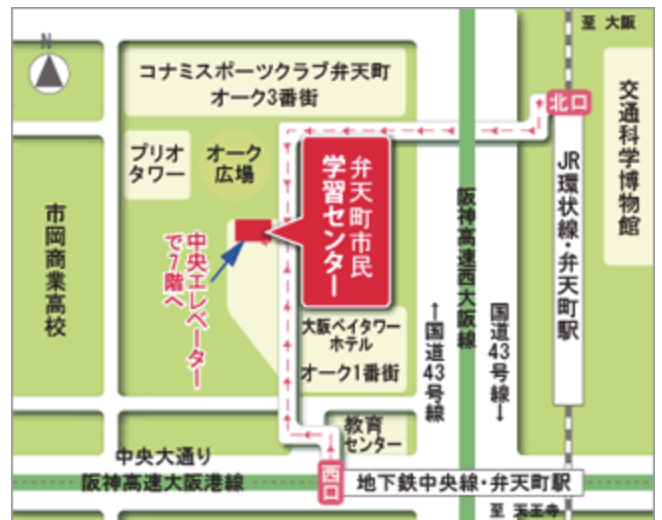 至 大阪
N
コナミスポーツクラブ弁天町
オーク3番街
北口
交通科学博物館
プリオ
タワー
オーク
広場
弁天町市民
学習センター
JR環状線・弁天町駅
阪神高速西大阪線
市岡商業高校
中央エレベーター
で7階へ
大阪ベイタワー
ホテル
オーク1番街
←国道43号線
国道43号線→
教育
センター
中央大通り
阪神高速大阪港線
西口
地下鉄中央線・弁天町駅
至 天王寺